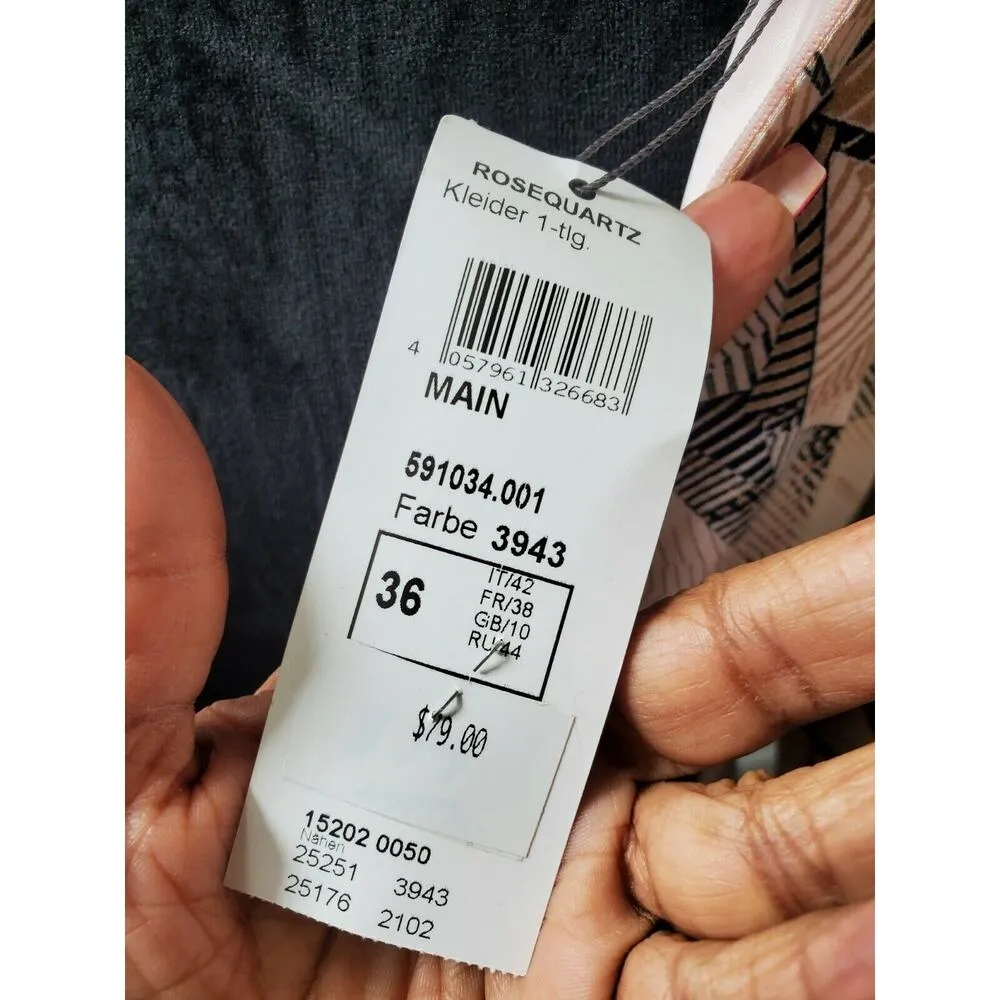 ROSEQUARTZ
Kleider 1-tlg.
4 057961 326683
MAIN
591034.001
Farbe 3943
36
IT/42
FR/38
GB/10
RU/44
$79.00
15202 0050
Nähen
25251 3943
25176 2102